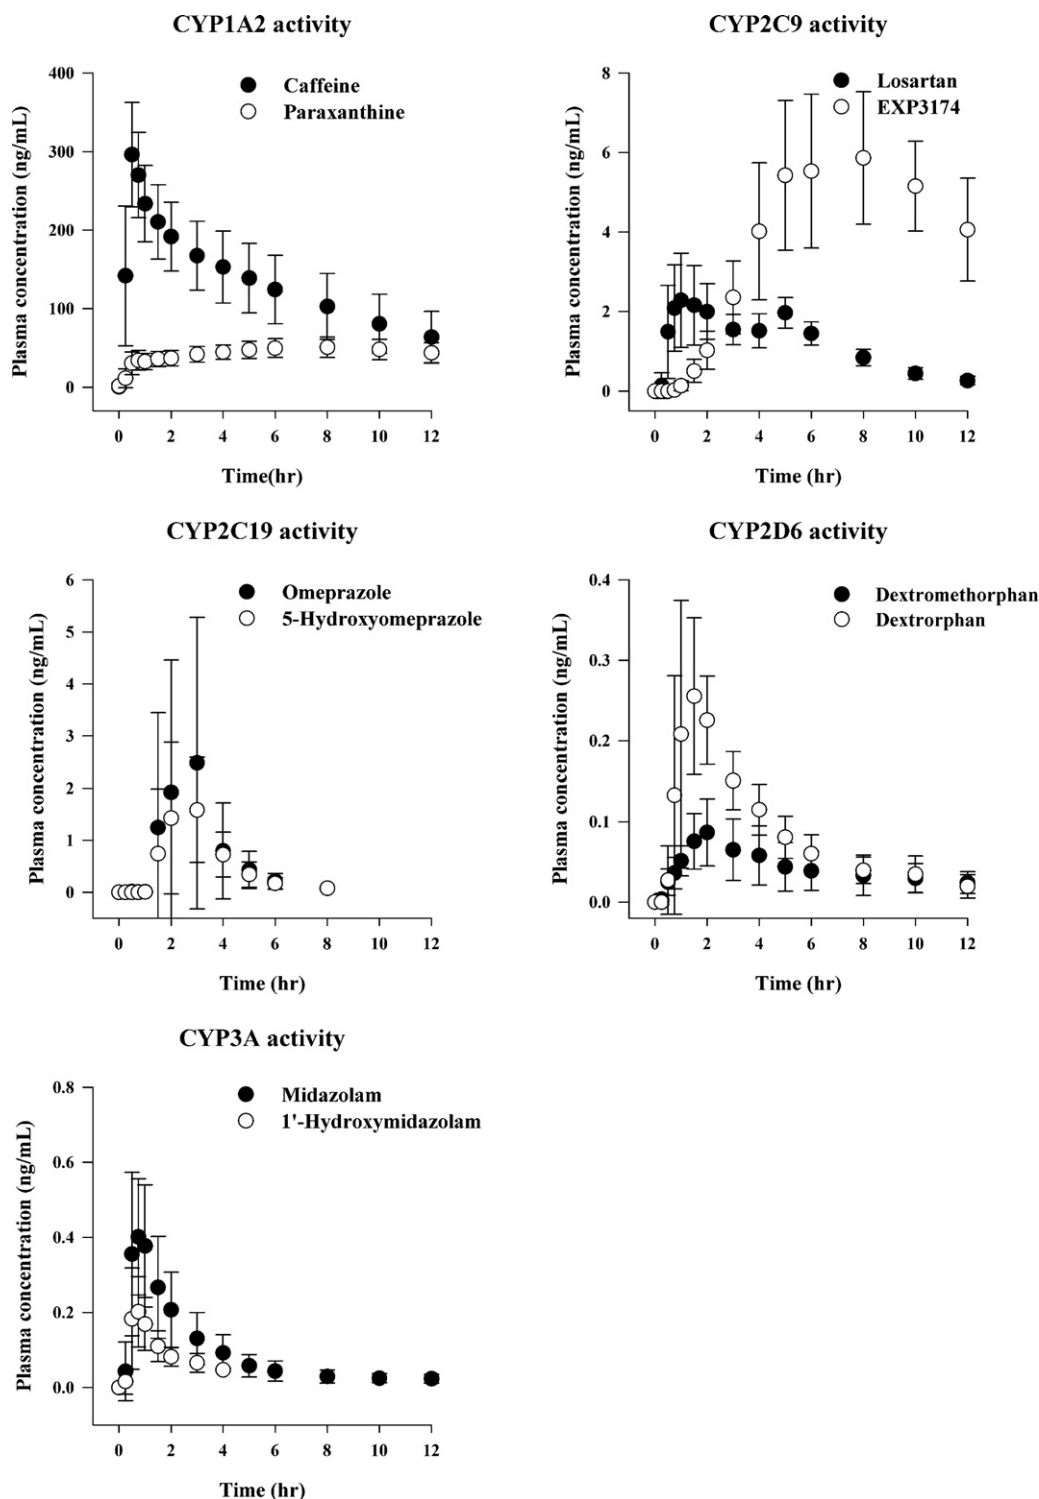 CYP1A2 activity
Caffeine
Paraxanthine
Plasma concentration (ng/mL)
400
300
200
100
0
0 2 4 6 8 10 12
Time(hr)
CYP2C9 activity
Losartan
EXP3174
Plasma concentration (ng/mL)
8
6
4
2
0
0 2 4 6 8 10 12
Time (hr)
CYP2C19 activity
Omeprazole
5-Hydroxyomeprazole
Plasma concentration (ng/mL)
6
5
4
3
2
1
0
0 2 4 6 8 10 12
Time (hr)
CYP2D6 activity
Dextromethorphan
Dextrorphan
Plasma concentration (ng/mL)
0.4
0.3
0.2
0.1
0.0
0 2 4 6 8 10 12
Time (hr)
CYP3A activity
Midazolam
1'-Hydroxymidazolam
Plasma concentration (ng/mL)
0.8
0.6
0.4
0.2
0.0
0 2 4 6 8 10 12
Time (hr)